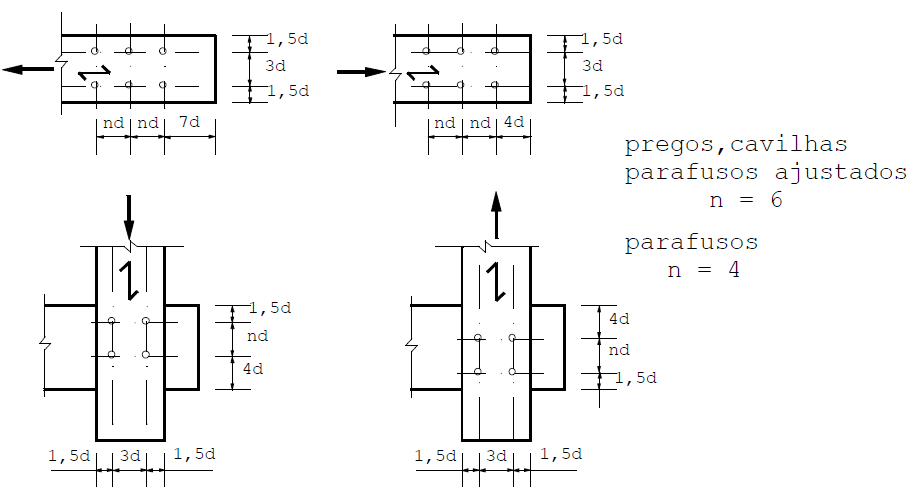 1,5d
3d
1,5d
nd nd 7d
1,5d
3d
1,5d
nd nd 4d
pregos,cavilhas
parafusos ajustados
n = 6
parafusos
n = 4
1,5d
nd
4d
1,5d 3d 1,5d
4d
nd
1,5d
1,5d 3d 1,5d